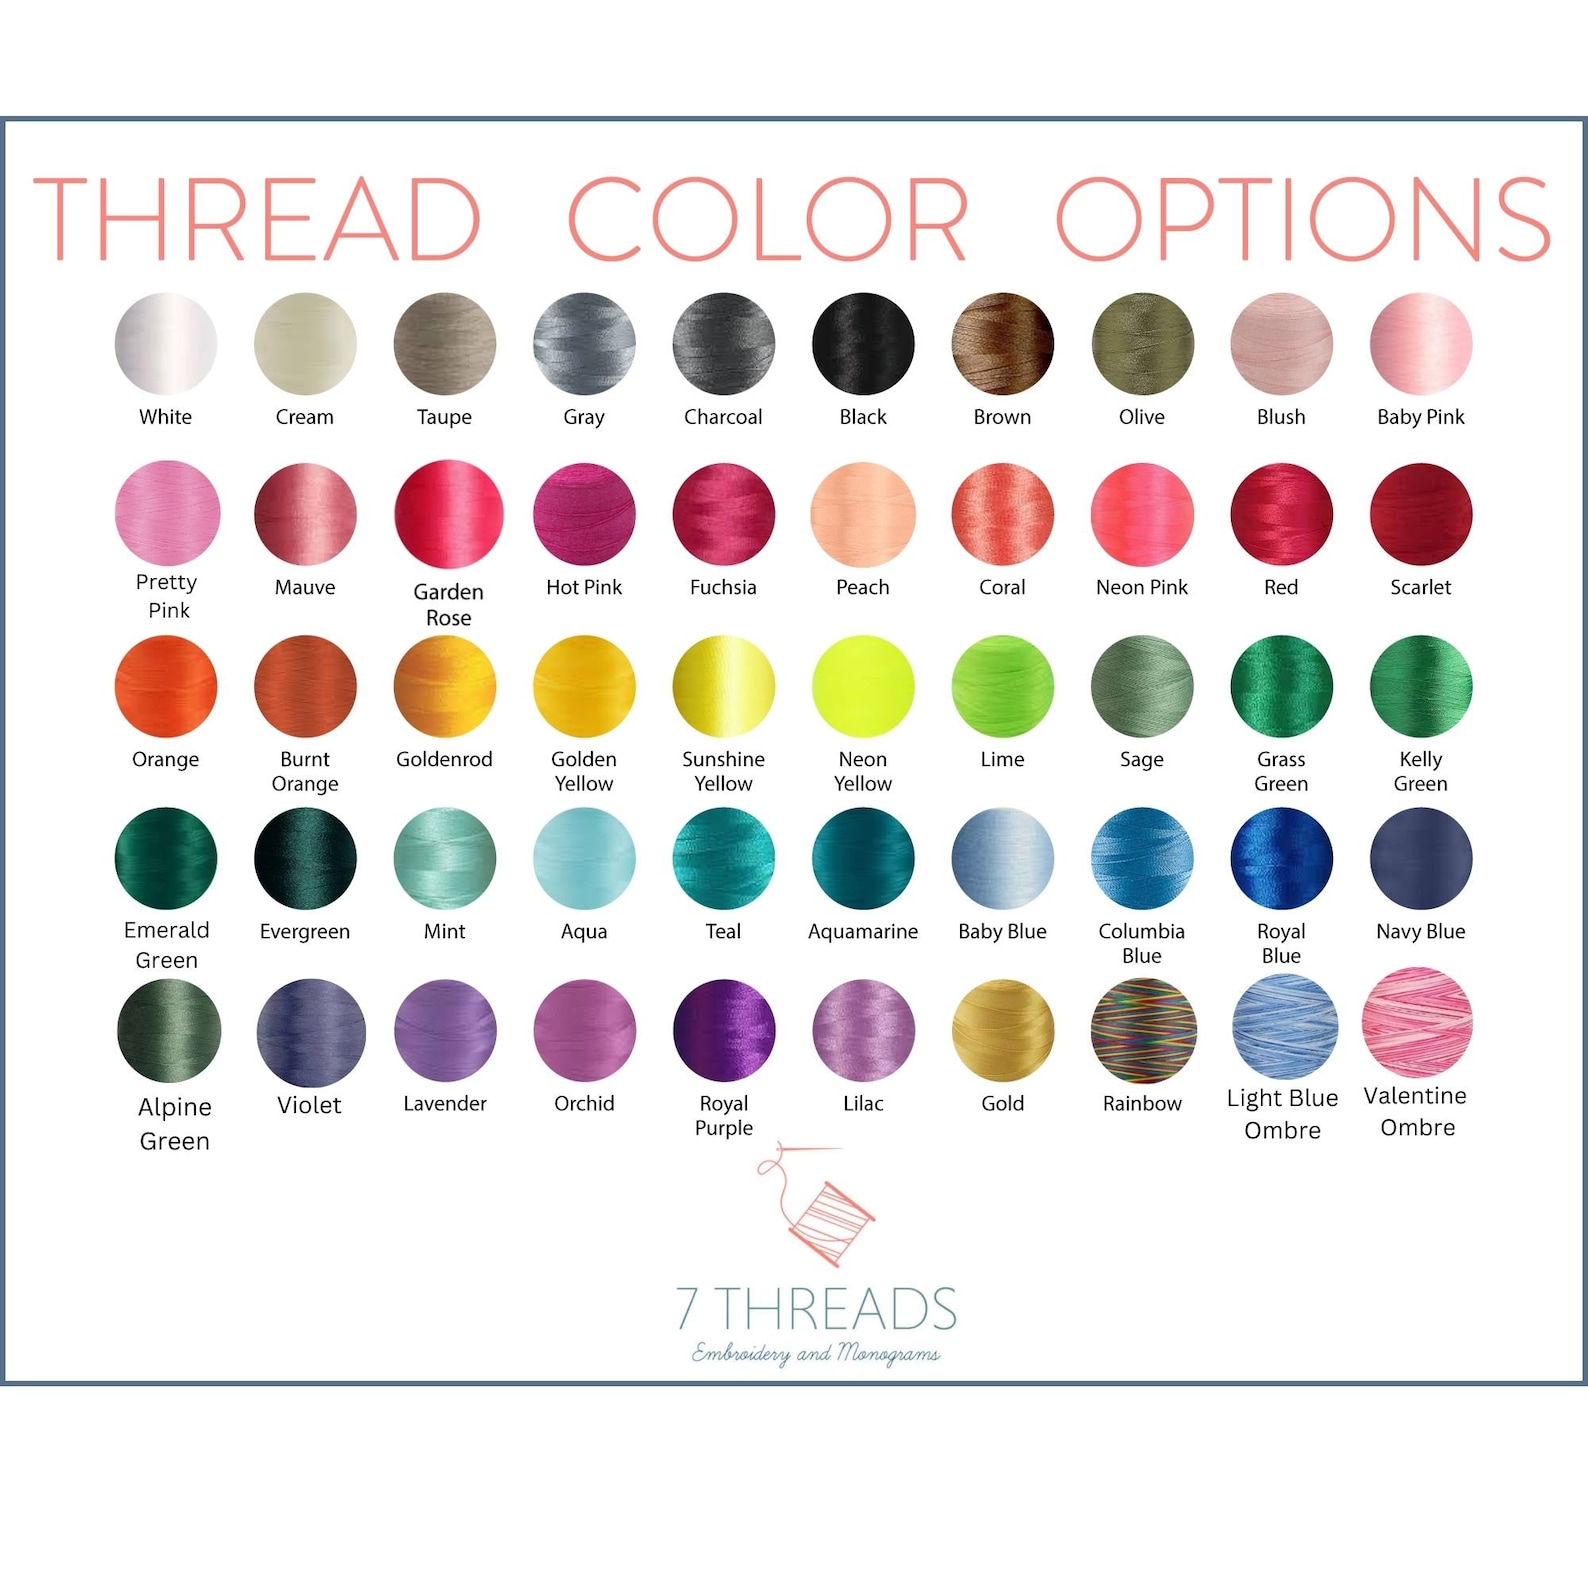 THREAD COLOR OPTIONS
White Cream Taupe Gray Charcoal Black Brown Olive Blush Baby Pink
Pretty Mauve Garden Hot Pink Fuchsia Peach Coral Neon Pink Red Scarlet
Pink Rose
Orange Burnt Goldenrod Golden Sunshine Neon Lime Sage Grass Kelly
Orange Yellow Yellow Yellow Green Green
Emerald Evergreen Mint Aqua Teal Aquamarine Baby Blue Columbia Royal Navy Blue
Green Blue Blue
Alpine Violet Lavender Orchid Royal Lilac Gold Rainbow Light Blue Valentine
Green Purple Ombre Ombre
7 THREADS
Embroidery and Monograms